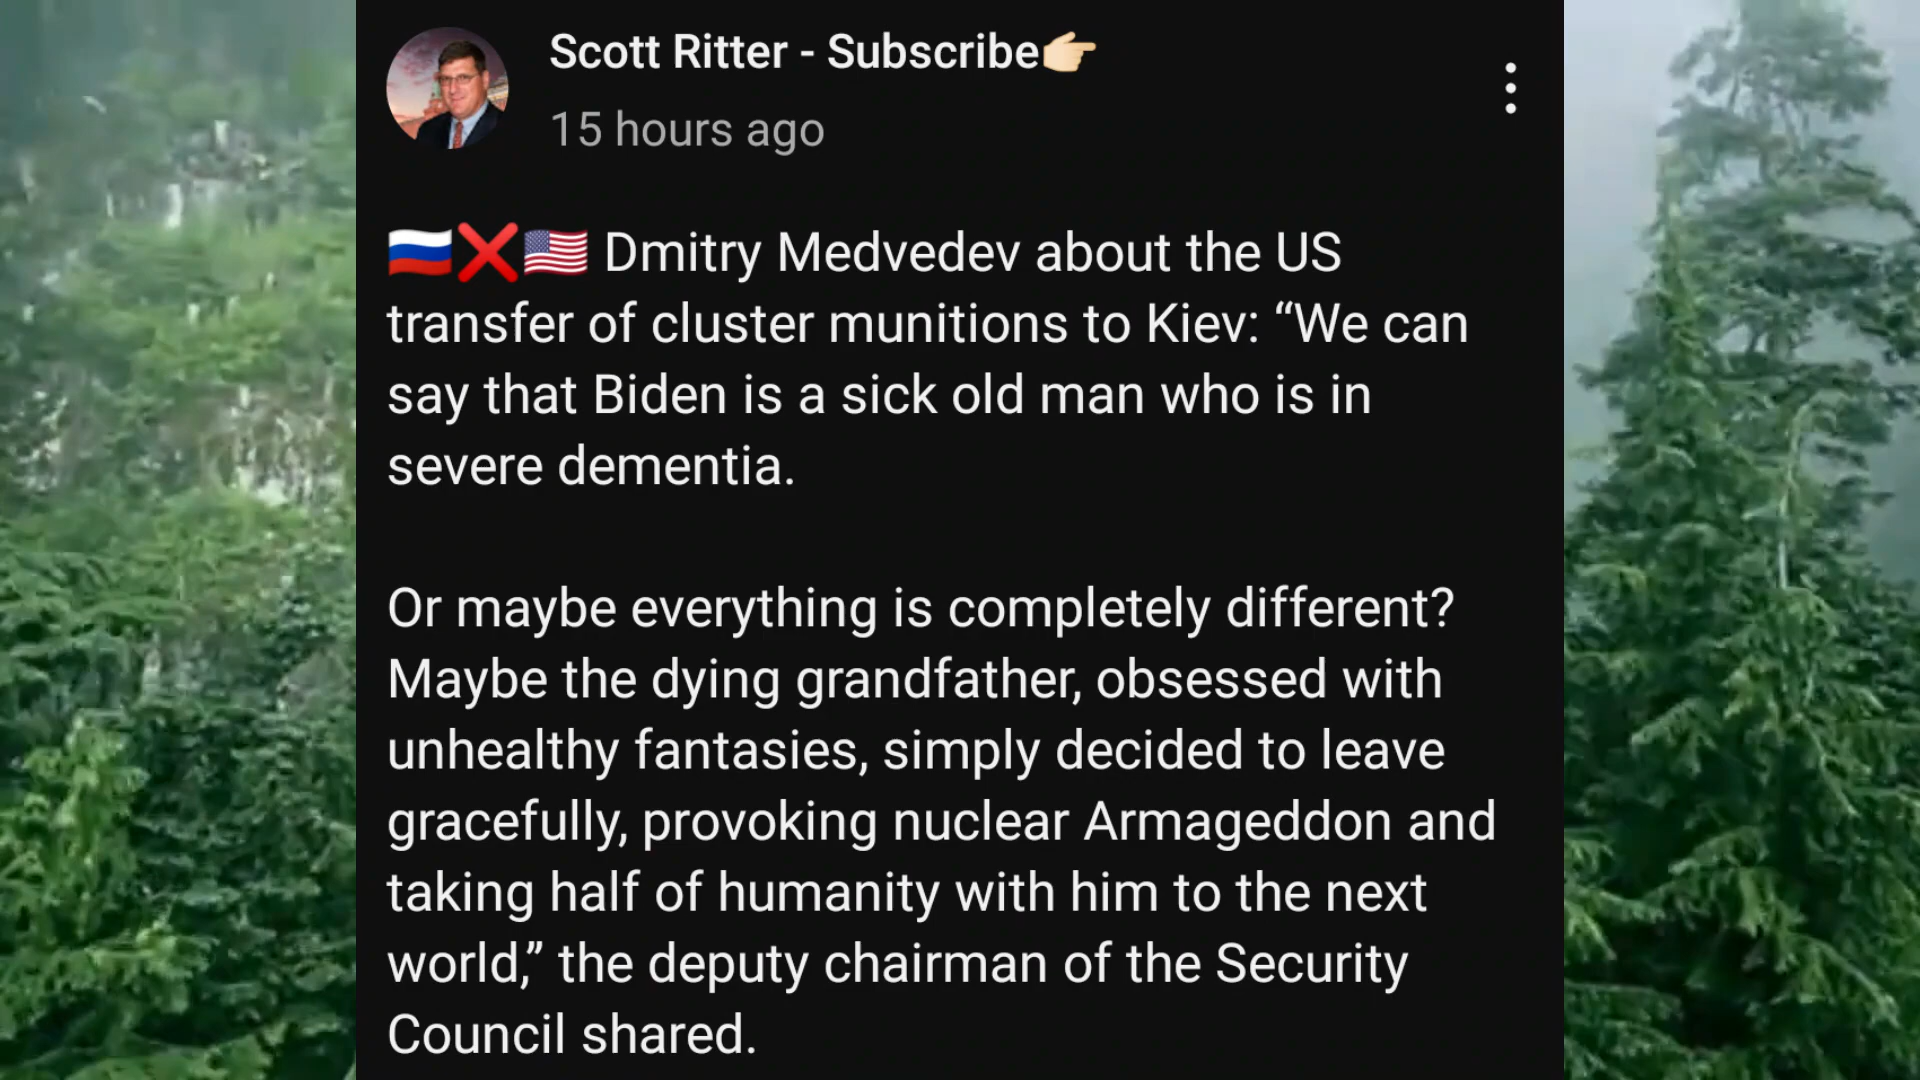 Scott Ritter - Subscribe👉🏻
15 hours ago
🇷🇺❌🇺🇸 Dmitry Medvedev about the US
transfer of cluster munitions to Kiev: “We can
say that Biden is a sick old man who is in
severe dementia.
Or maybe everything is completely different?
Maybe the dying grandfather, obsessed with
unhealthy fantasies, simply decided to leave
gracefully, provoking nuclear Armageddon and
taking half of humanity with him to the next
world,” the deputy chairman of the Security
Council shared.